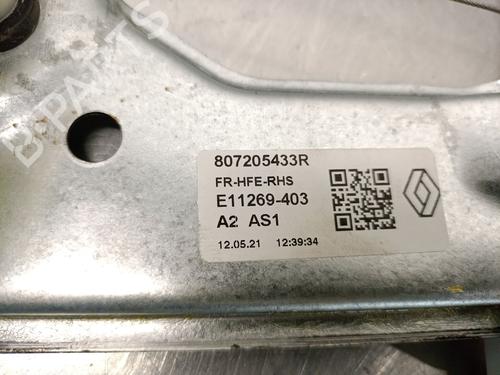 B-PARTS
807205433R
FR-HFE-RHS
E11269-403
A2 AS1
12.05.21 12:39:34